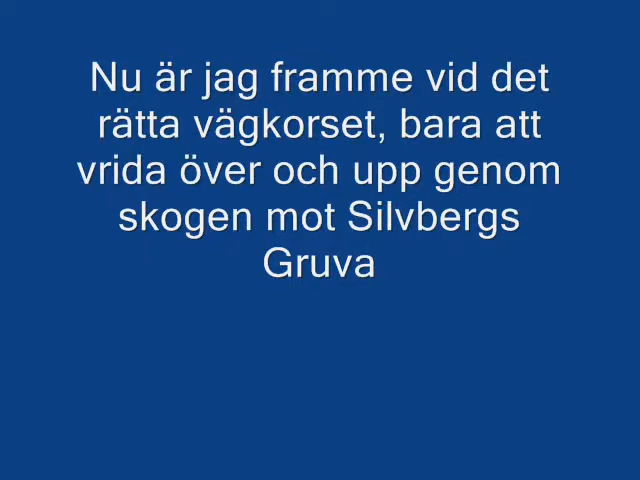 Nu är jag framme vid det
rätta vägkorset, bara att
vrida över och upp genom
skogen mot Silvbergs
Gruva